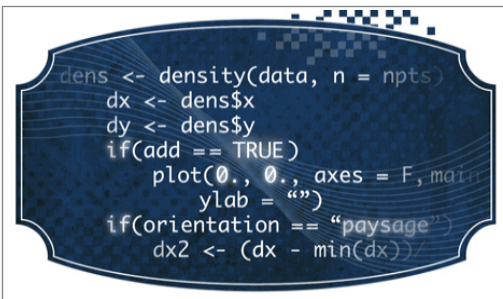 dens <- density(data, n = npts)
dx <- dens$x
dy <- dens$y
if(add == TRUE)
plot(0., 0., axes = F, main
ylab = “”)
if(orientation == “paysage”)
dx2 <- (dx - min(dx))/